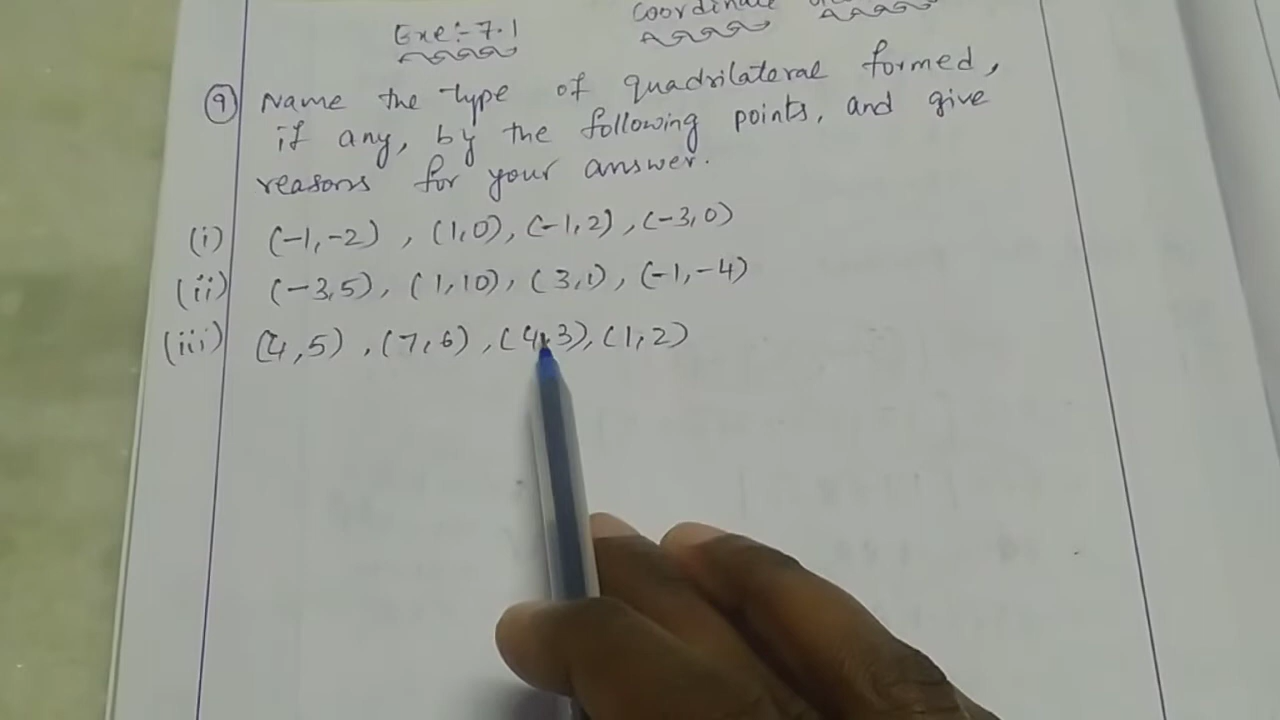 Exe:- 7.1
Coordinate
(9) Name the type of quadrilateral formed,
if any, by the following points, and give
reasons for your answer.
(i) (-1,-2), (1,0), (-1,2), (-3,0)
(ii) (-3,5), (1,10), (3,1), (-1,-4)
(iii) (4,5), (7,6), (4,3), (1,2)